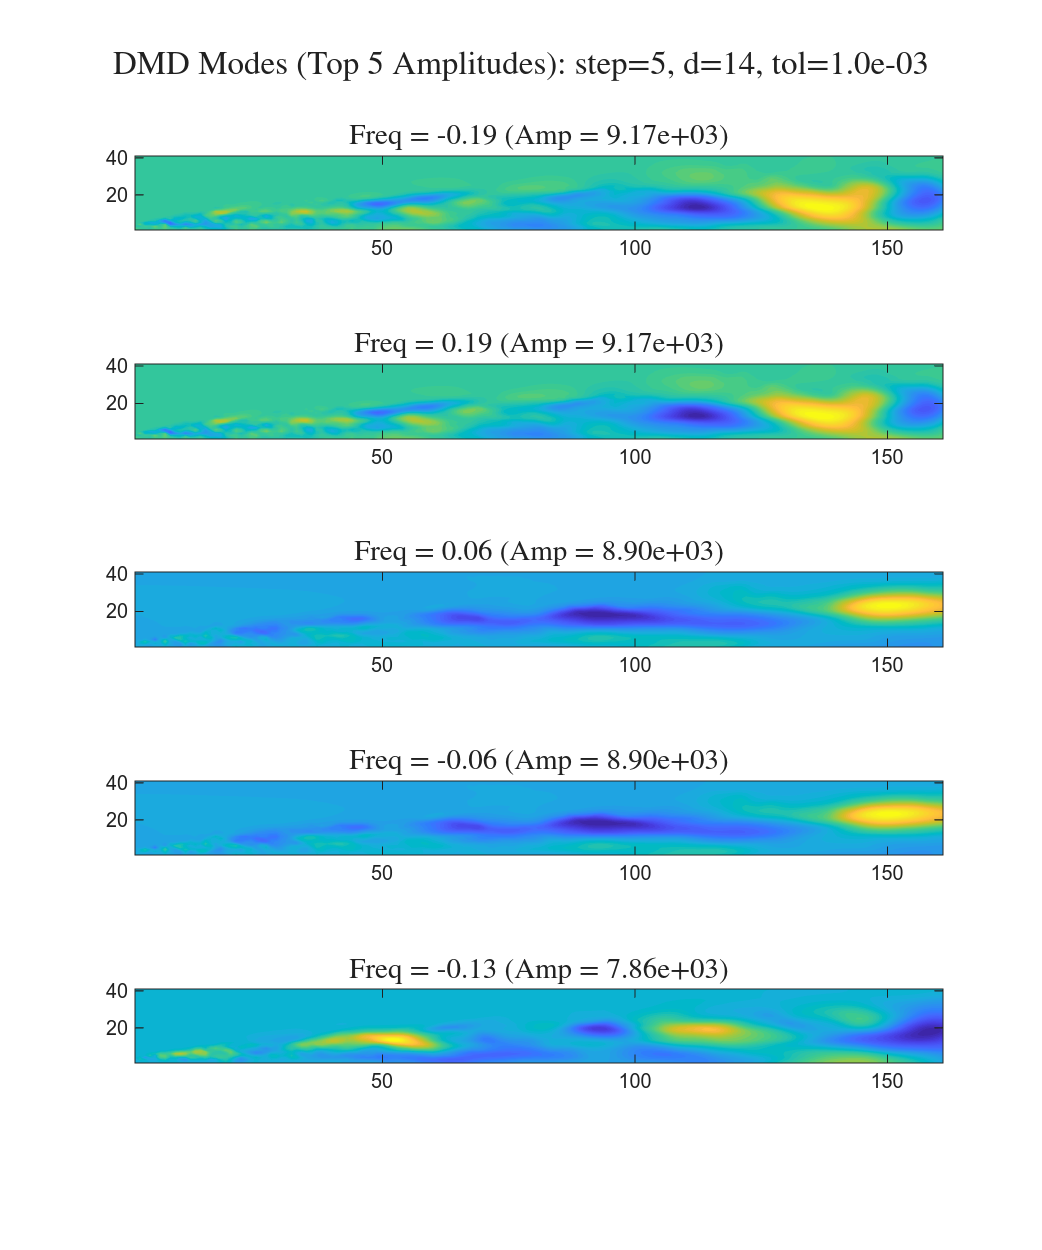 DMD Modes (Top 5 Amplitudes): step=5, d=14, tol=1.0e-03
Freq = -0.19 (Amp = 9.17e+03)
40
20
50 100 150
Freq = 0.19 (Amp = 9.17e+03)
40
20
50 100 150
Freq = 0.06 (Amp = 8.90e+03)
40
20
50 100 150
Freq = -0.06 (Amp = 8.90e+03)
40
20
50 100 150
Freq = -0.13 (Amp = 7.86e+03)
40
20
50 100 150